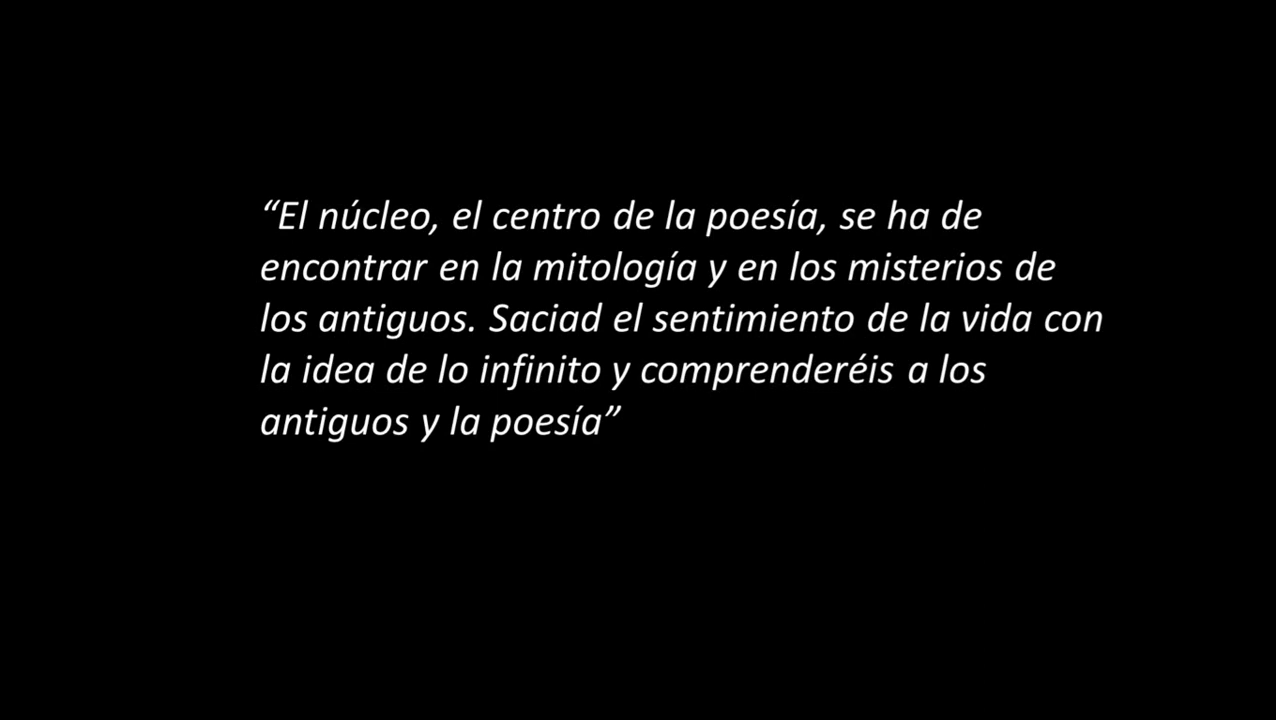 “El núcleo, el centro de la poesía, se ha de
encontrar en la mitología y en los misterios de
los antiguos. Saciad el sentimiento de la vida con
la idea de lo infinito y comprenderéis a los
antiguos y la poesía”